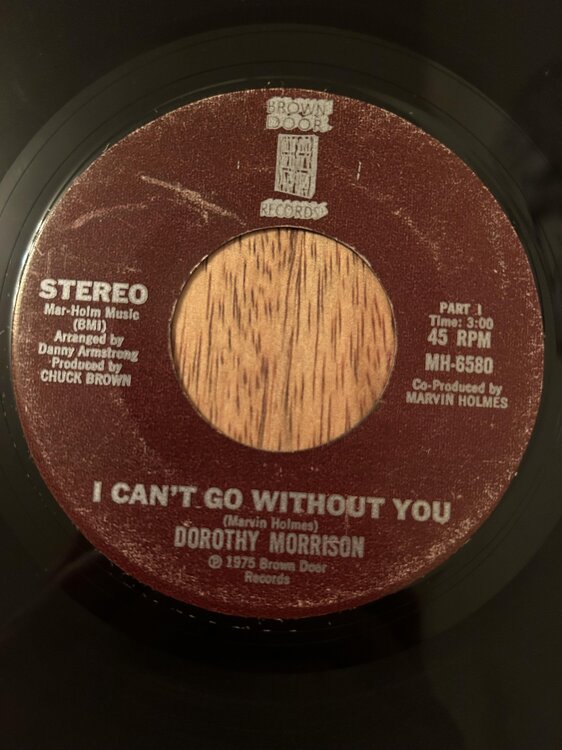 BROWN
DOOR
RECORDS
STEREO
Mar-Holm Music
(BMI)
Arranged by
Danny Armstrong
Produced by
CHUCK BROWN
PART I
Time: 3:00
45 RPM
MH-6580
Co-Produced by
MARVIN HOLMES
I CAN'T GO WITHOUT YOU
(Marvin Holmes)
DOROTHY MORRISON
℗ 1975 Brown Door
Records